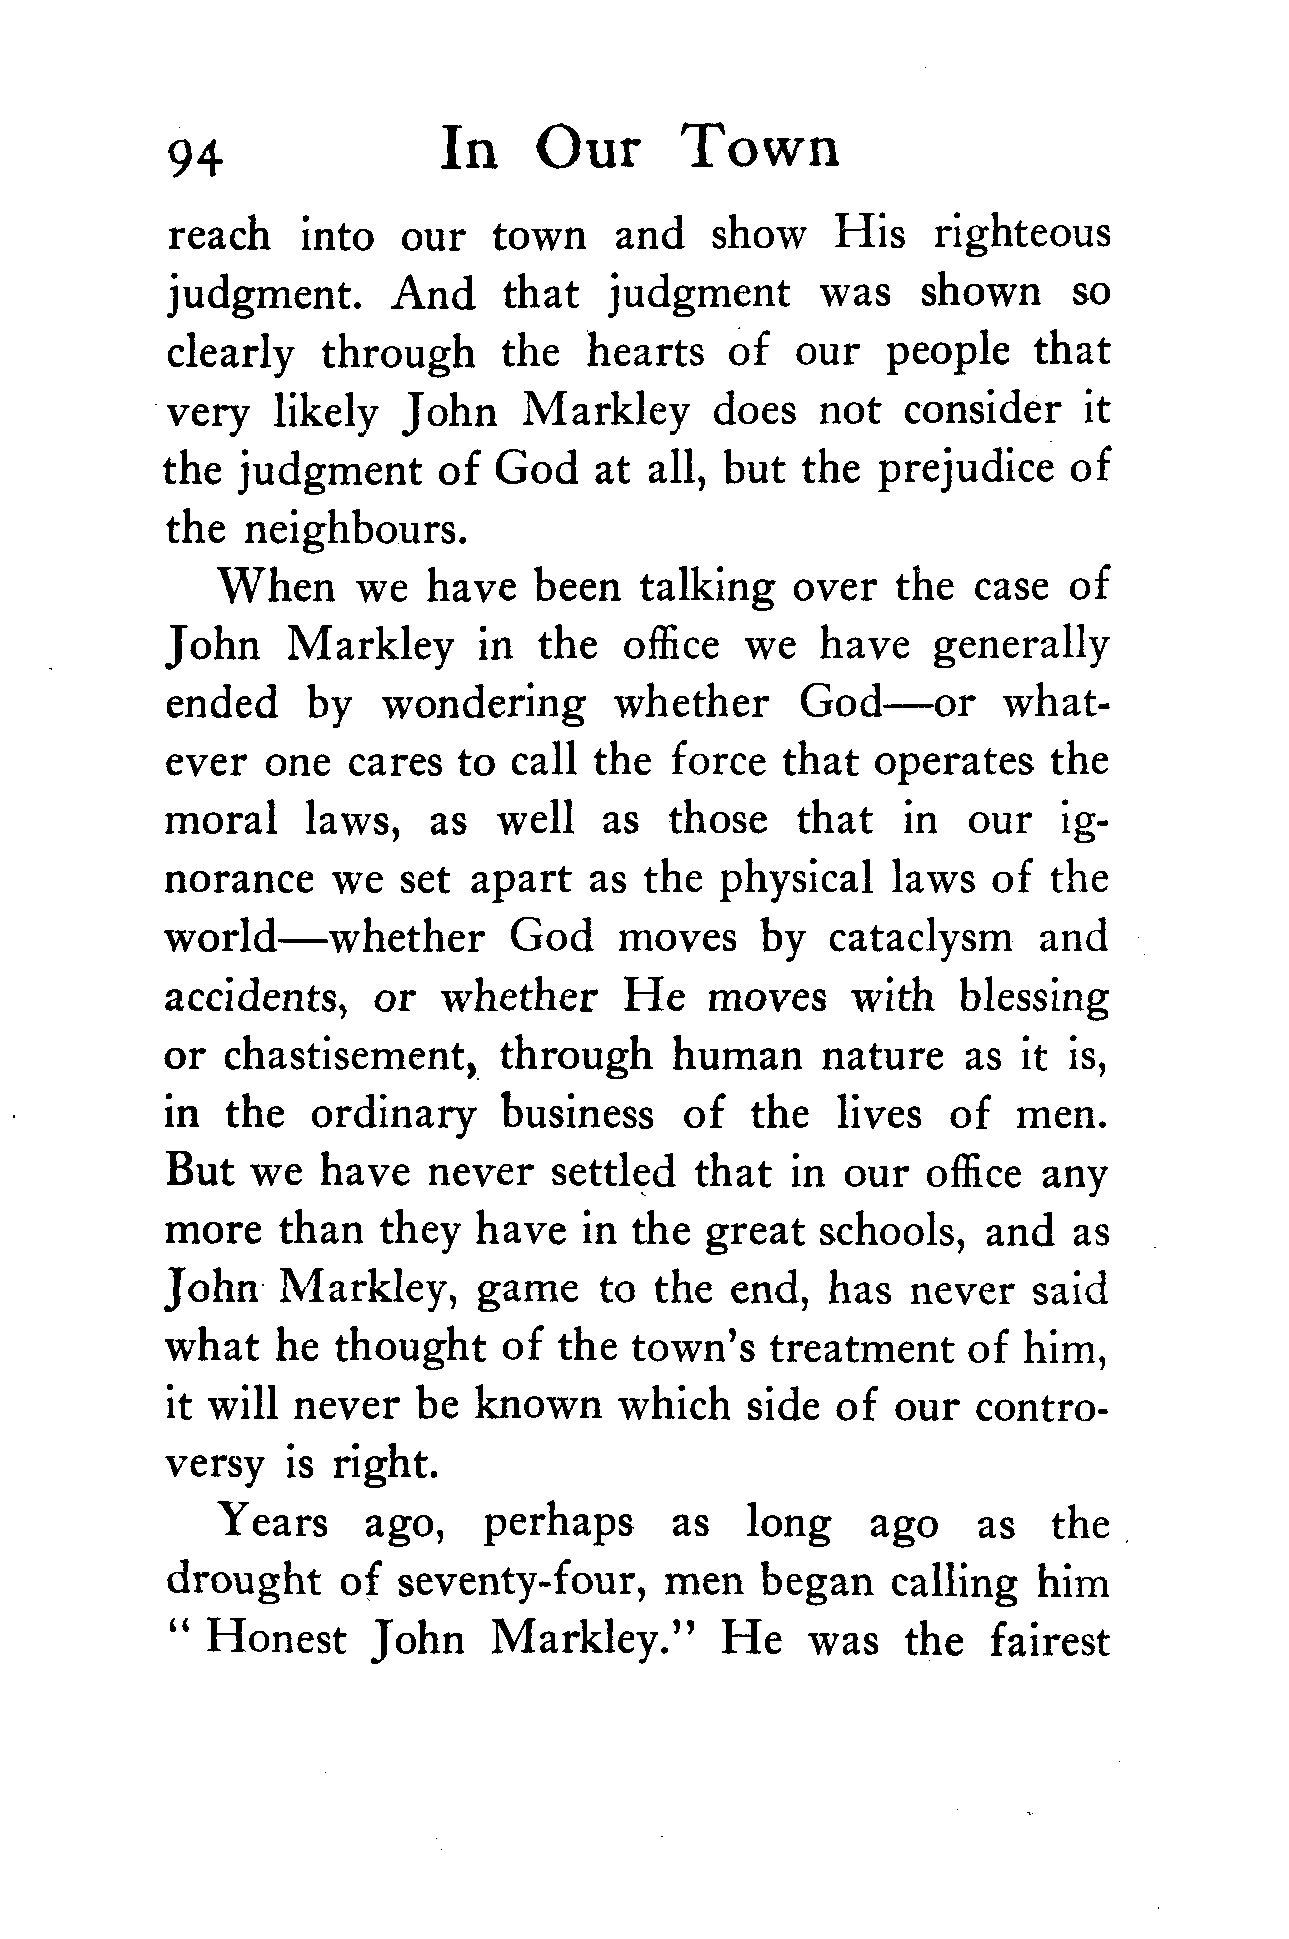 94 In Our Town
reach into our town and show His righteous
judgment. And that judgment was shown so
clearly through the hearts of our people that
very likely John Markley does not consider it
the judgment of God at all, but the prejudice of
the neighbours.
When we have been talking over the case of
John Markley in the office we have generally
ended by wondering whether God—or what-
ever one cares to call the force that operates the
moral laws, as well as those that in our ig-
norance we set apart as the physical laws of the
world—whether God moves by cataclysm and
accidents, or whether He moves with blessing
or chastisement, through human nature as it is,
in the ordinary business of the lives of men.
But we have never settled that in our office any
more than they have in the great schools, and as
John Markley, game to the end, has never said
what he thought of the town's treatment of him,
it will never be known which side of our contro-
versy is right.
Years ago, perhaps as long ago as the
drought of seventy-four, men began calling him
" Honest John Markley." He was the fairest